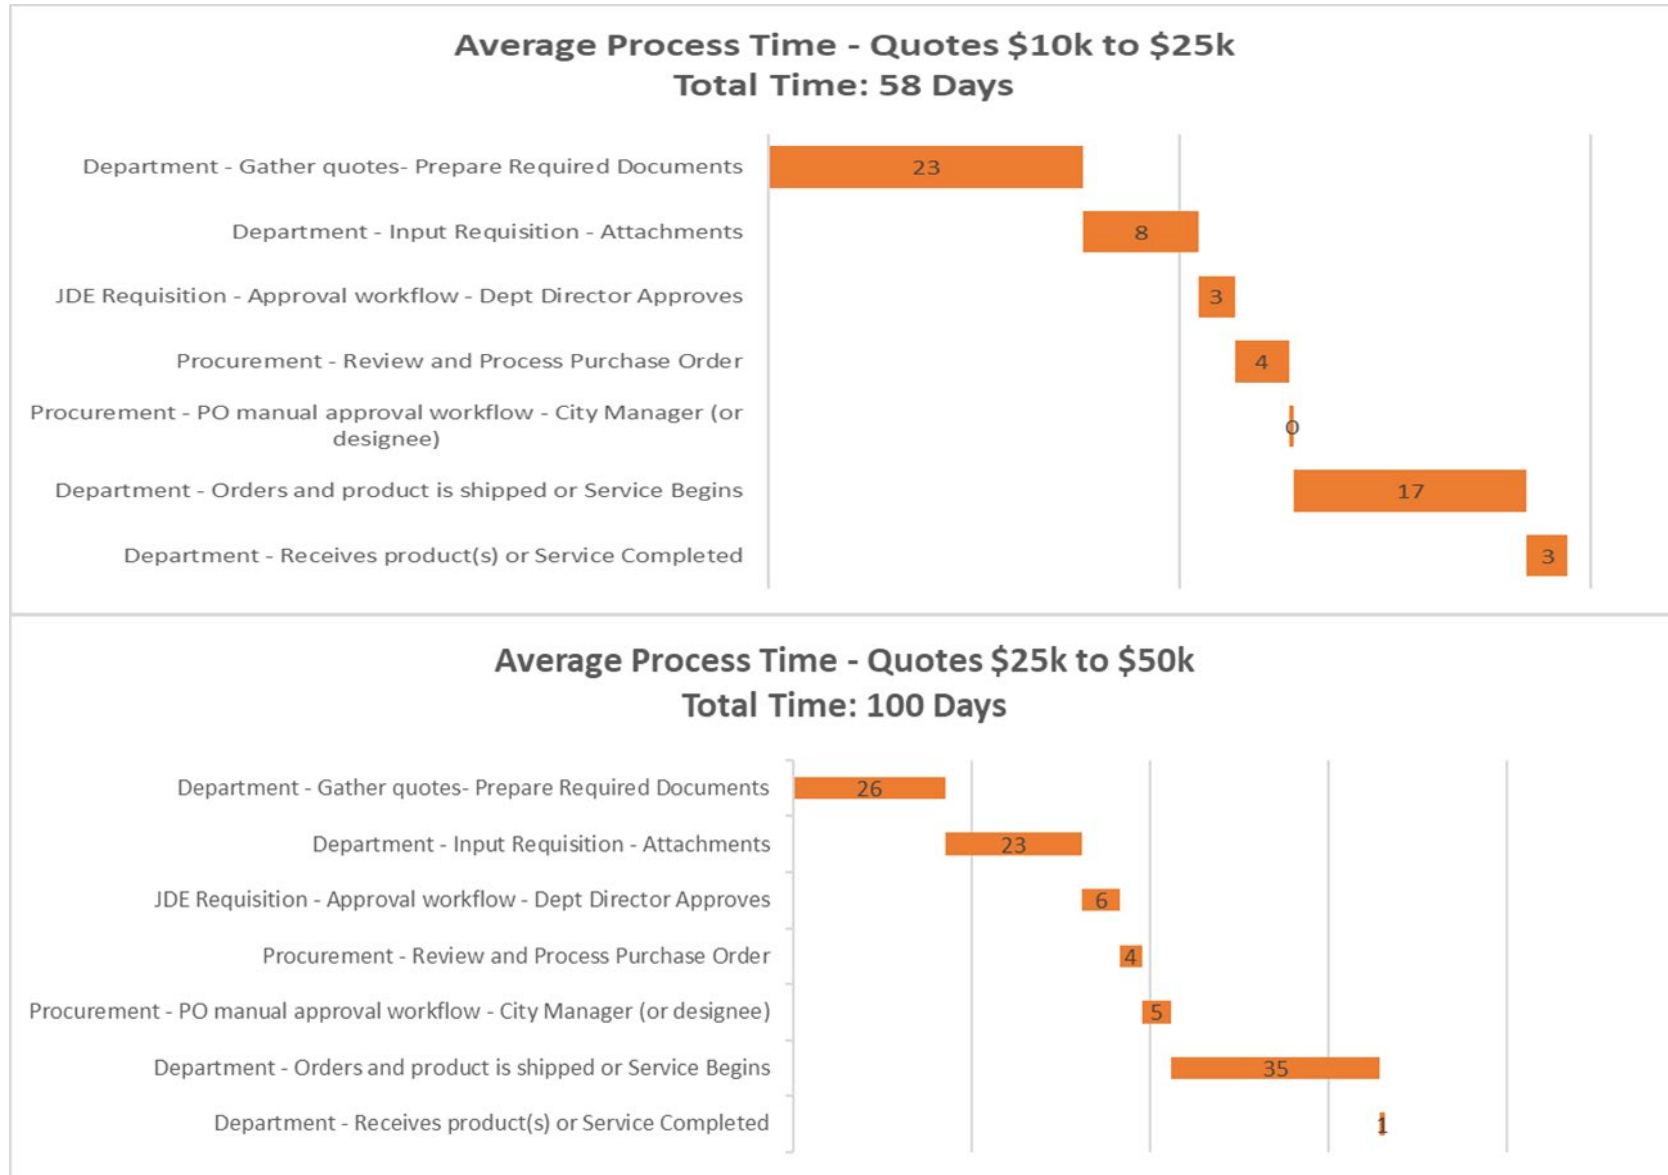 Average Process Time - Quotes $10k to $25k
Total Time: 58 Days
Department - Gather quotes- Prepare Required Documents
23
Department - Input Requisition - Attachments
8
JDE Requisition - Approval workflow - Dept Director Approves
3
Procurement - Review and Process Purchase Order
4
Procurement - PO manual approval workflow - City Manager (or
designee)
0
Department - Orders and product is shipped or Service Begins
17
Department - Receives product(s) or Service Completed
3
Average Process Time - Quotes $25k to $50k
Total Time: 100 Days
Department - Gather quotes- Prepare Required Documents
26
Department - Input Requisition - Attachments
23
JDE Requisition - Approval workflow - Dept Director Approves
6
Procurement - Review and Process Purchase Order
4
Procurement - PO manual approval workflow - City Manager (or designee)
5
Department - Orders and product is shipped or Service Begins
35
Department - Receives product(s) or Service Completed
1